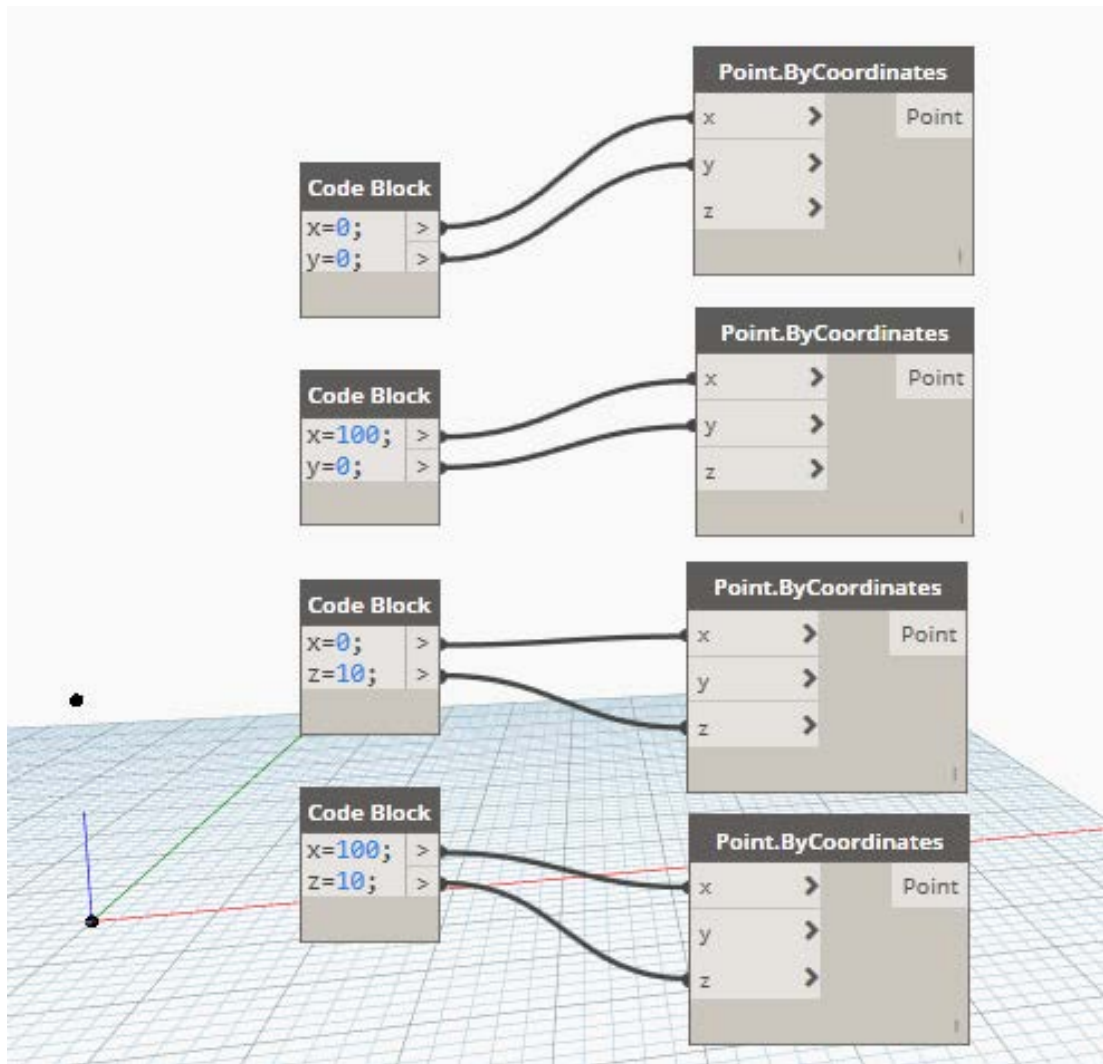 Point.ByCoordinates
x > Point
y >
z >
Code Block
x=0; >
y=0; >
Point.ByCoordinates
x > Point
y >
z >
Code Block
x=100; >
y=0; >
Point.ByCoordinates
x > Point
y >
z >
Code Block
x=0; >
z=10; >
Point.ByCoordinates
x > Point
y >
z >
Code Block
x=100; >
z=10; >